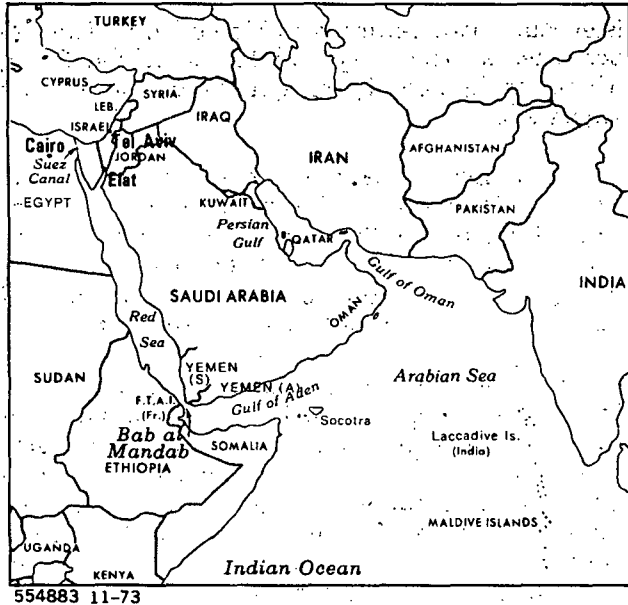 TURKEY
CYPRUS
SYRIA
LEB.
ISRAEL
IRAQ
Cairo
Tel Aviv
JORDAN
Suez
Canal
Elat
EGYPT
IRAN
AFGHANISTAN
KUWAIT
PAKISTAN
Persian
Gulf
QATAR
INDIA
Gulf of Oman
SAUDI ARABIA
OMAN
Red
Sea
SUDAN
YEMEN
(S)
YEMEN (A)
Gulf of Aden
Arabian Sea
F.T.A.I.
(Fr.)
Socotra
Bab al
Mandab
SOMALIA
Laccadive Is.
(India)
ETHIOPIA
MALDIVE ISLANDS
UGANDA
KENYA
Indian Ocean
554883 11-73